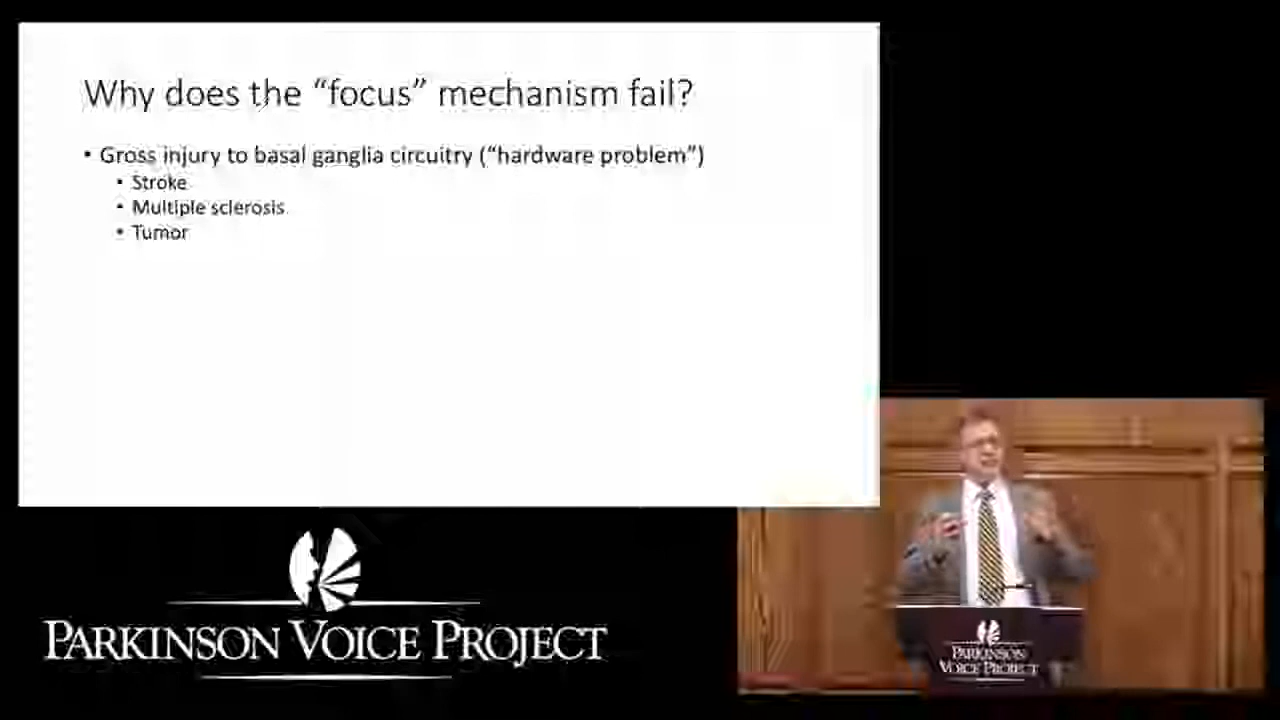 Why does the “focus” mechanism fail?
• Gross injury to basal ganglia circuitry (“hardware problem”)
• Stroke
• Multiple sclerosis
• Tumor
PARKINSON VOICE PROJECT
PARKINSON
VOICE PROJECT